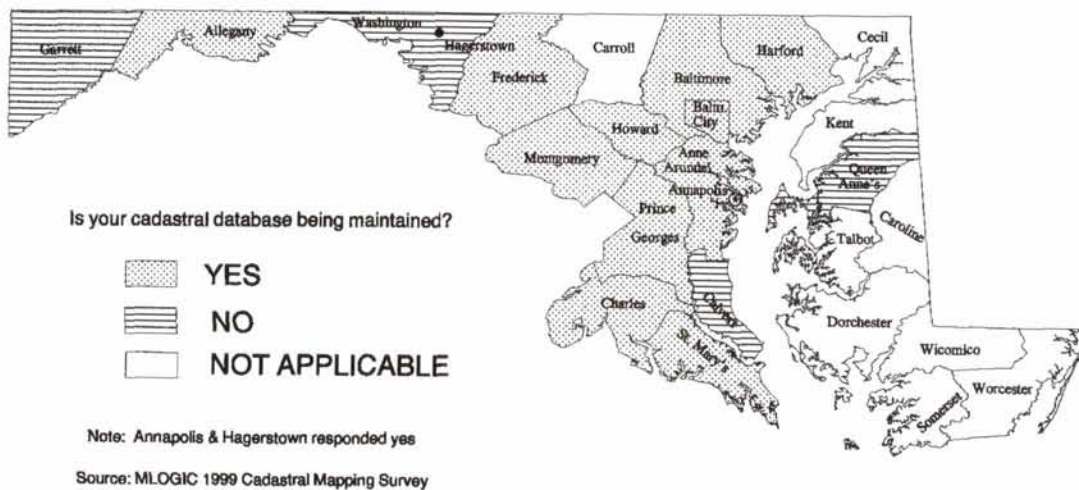 Washington
Garrett
Allegany
Hagerstown
Frederick
Carroll
Baltimore
Harford
Cecil
Balto.
City
Kent
Howard
Montgomery
Anne
Arundel
Annapolis
Queen
Anne's
Prince
Georges
Caroline
Talbot
Is your cadastral database being maintained?
YES
NO
NOT APPLICABLE
Charles
Calvert
St. Mary's
Dorchester
Wicomico
Worcester
Somerset
Note: Annapolis & Hagerstown responded yes
Source: MLOGIC 1999 Cadastral Mapping Survey